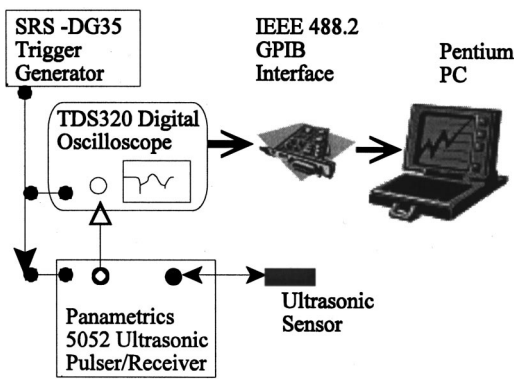 SRS -DG35
Trigger
Generator
IEEE 488.2
GPIB
Interface
Pentium
PC
TDS320 Digital
Oscilloscope
Panametrics
5052 Ultrasonic
Pulser/Receiver
Ultrasonic
Sensor